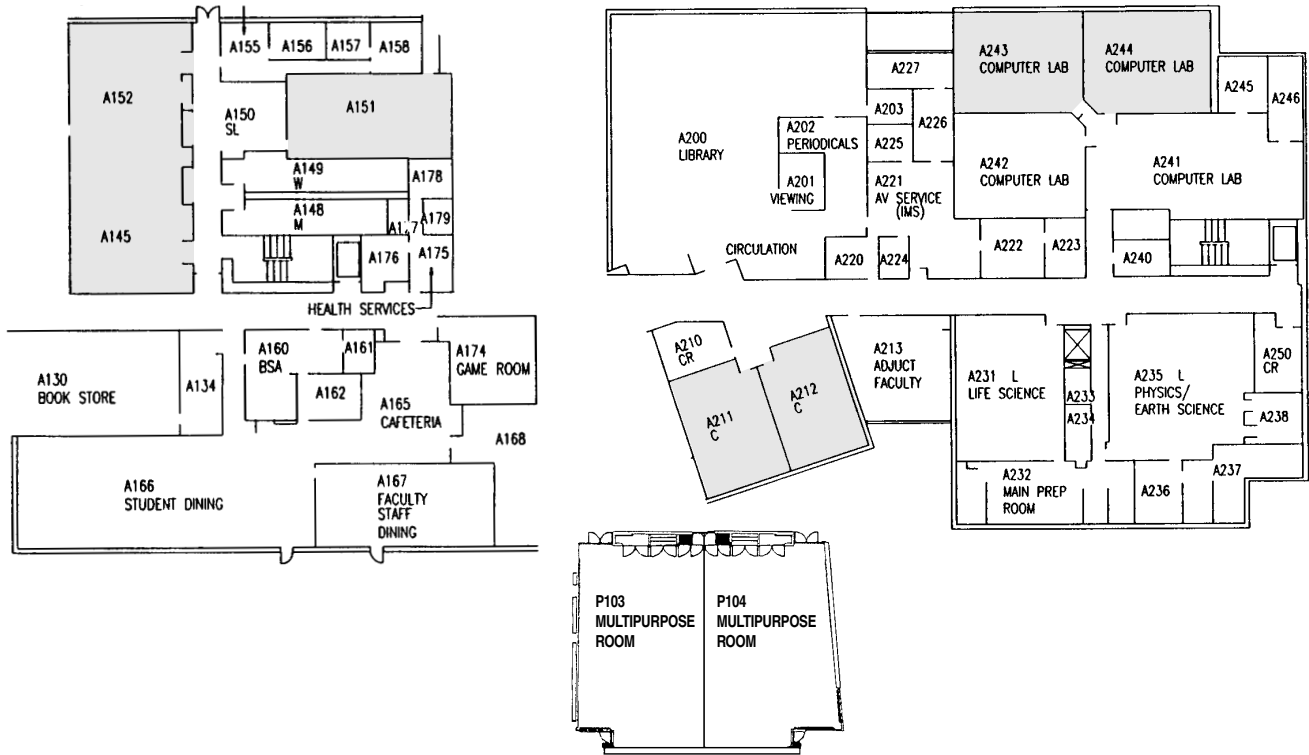 A155
A156
A157
A158
A152
A151
A150
SL
A149
W
A178
A148
M
A147
A179
A145
A176
A175
HEALTH SERVICES
A160
BSA
A161
A174
GAME ROOM
A130
BOOK STORE
A134
A162
A165
CAFETERIA
A168
A166
STUDENT DINING
A167
FACULTY
STAFF
DINING
A243
COMPUTER LAB
A244
COMPUTER LAB
A227
A245
A246
A203
A226
A200
LIBRARY
A202
PERIODICALS
A225
A242
COMPUTER LAB
A241
COMPUTER LAB
A201
VIEWING
A221
AV SERVICE
(IMS)
CIRCULATION
A220
A224
A222
A223
A240
A210
CR
A213
ADJUCT
FACULTY
A231 L
LIFE SCIENCE
A233
A234
A235 L
PHYSICS/
EARTH SCIENCE
A250
CR
A211
C
A212
C
A238
A232
MAIN PREP
ROOM
A236
A237
P103
MULTIPURPOSE
ROOM
P104
MULTIPURPOSE
ROOM